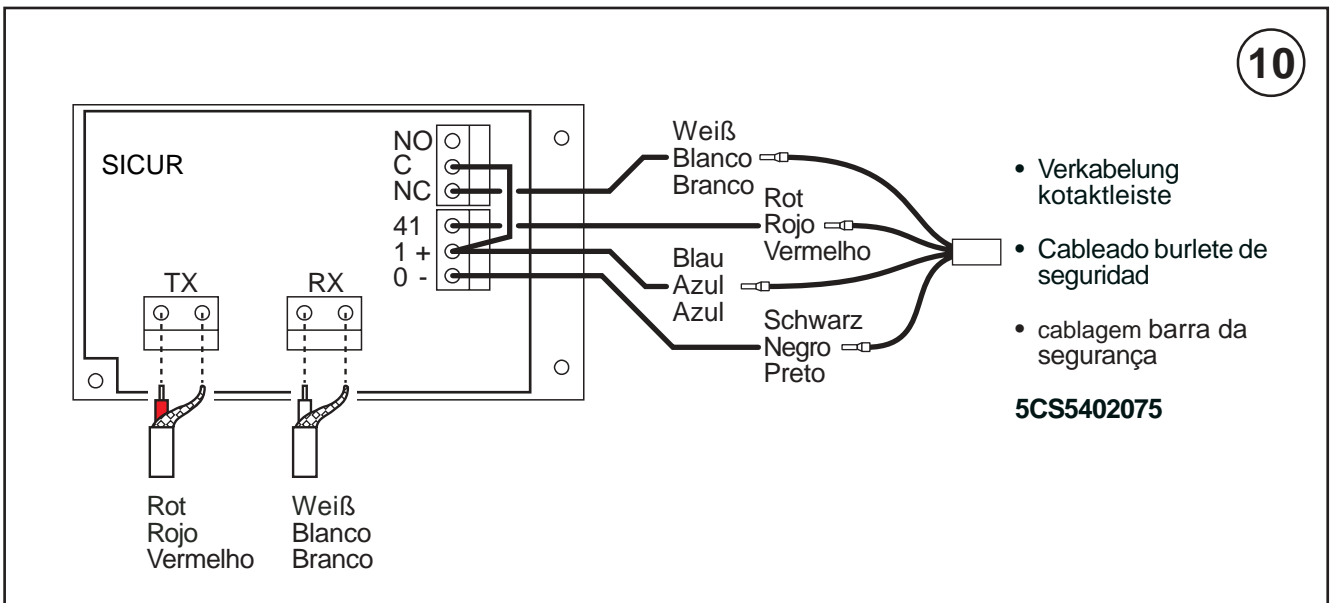 10
SICUR
NO
C
NC
41
1 +
0 -
TX
RX
Weiß
Blanco
Branco
Rot
Rojo
Vermelho
Blau
Azul
Azul
Schwarz
Negro
Preto
• Verkabelung
kotaktleiste
• Cableado burlete de
seguridad
• cablagem barra da
segurança
5CS5402075
Rot
Rojo
Vermelho
Weiß
Blanco
Branco